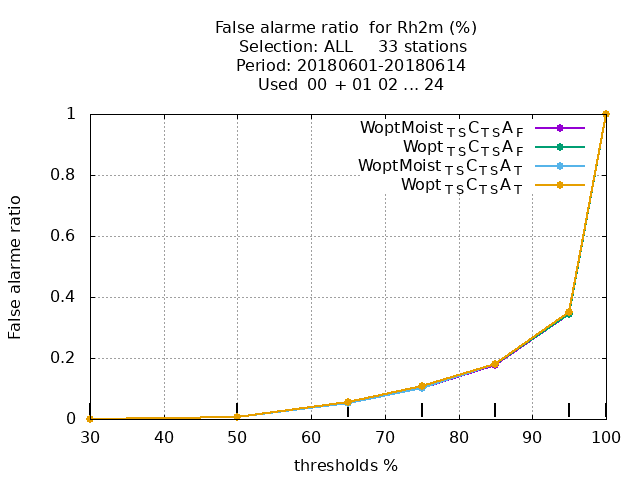 False alarme ratio  for Rh2m (%)
Selection: ALL     33 stations
Period: 20180601-20180614
Used  00 + 01 02 ... 24
WoptMoist TS C TS A F
Wopt TS C TS A F
WoptMoist TS C TS A T
Wopt TS C TS A T
False alarme ratio
1
0.8
0.6
0.4
0.2
0
30 40 50 60 70 80 90 100
thresholds %